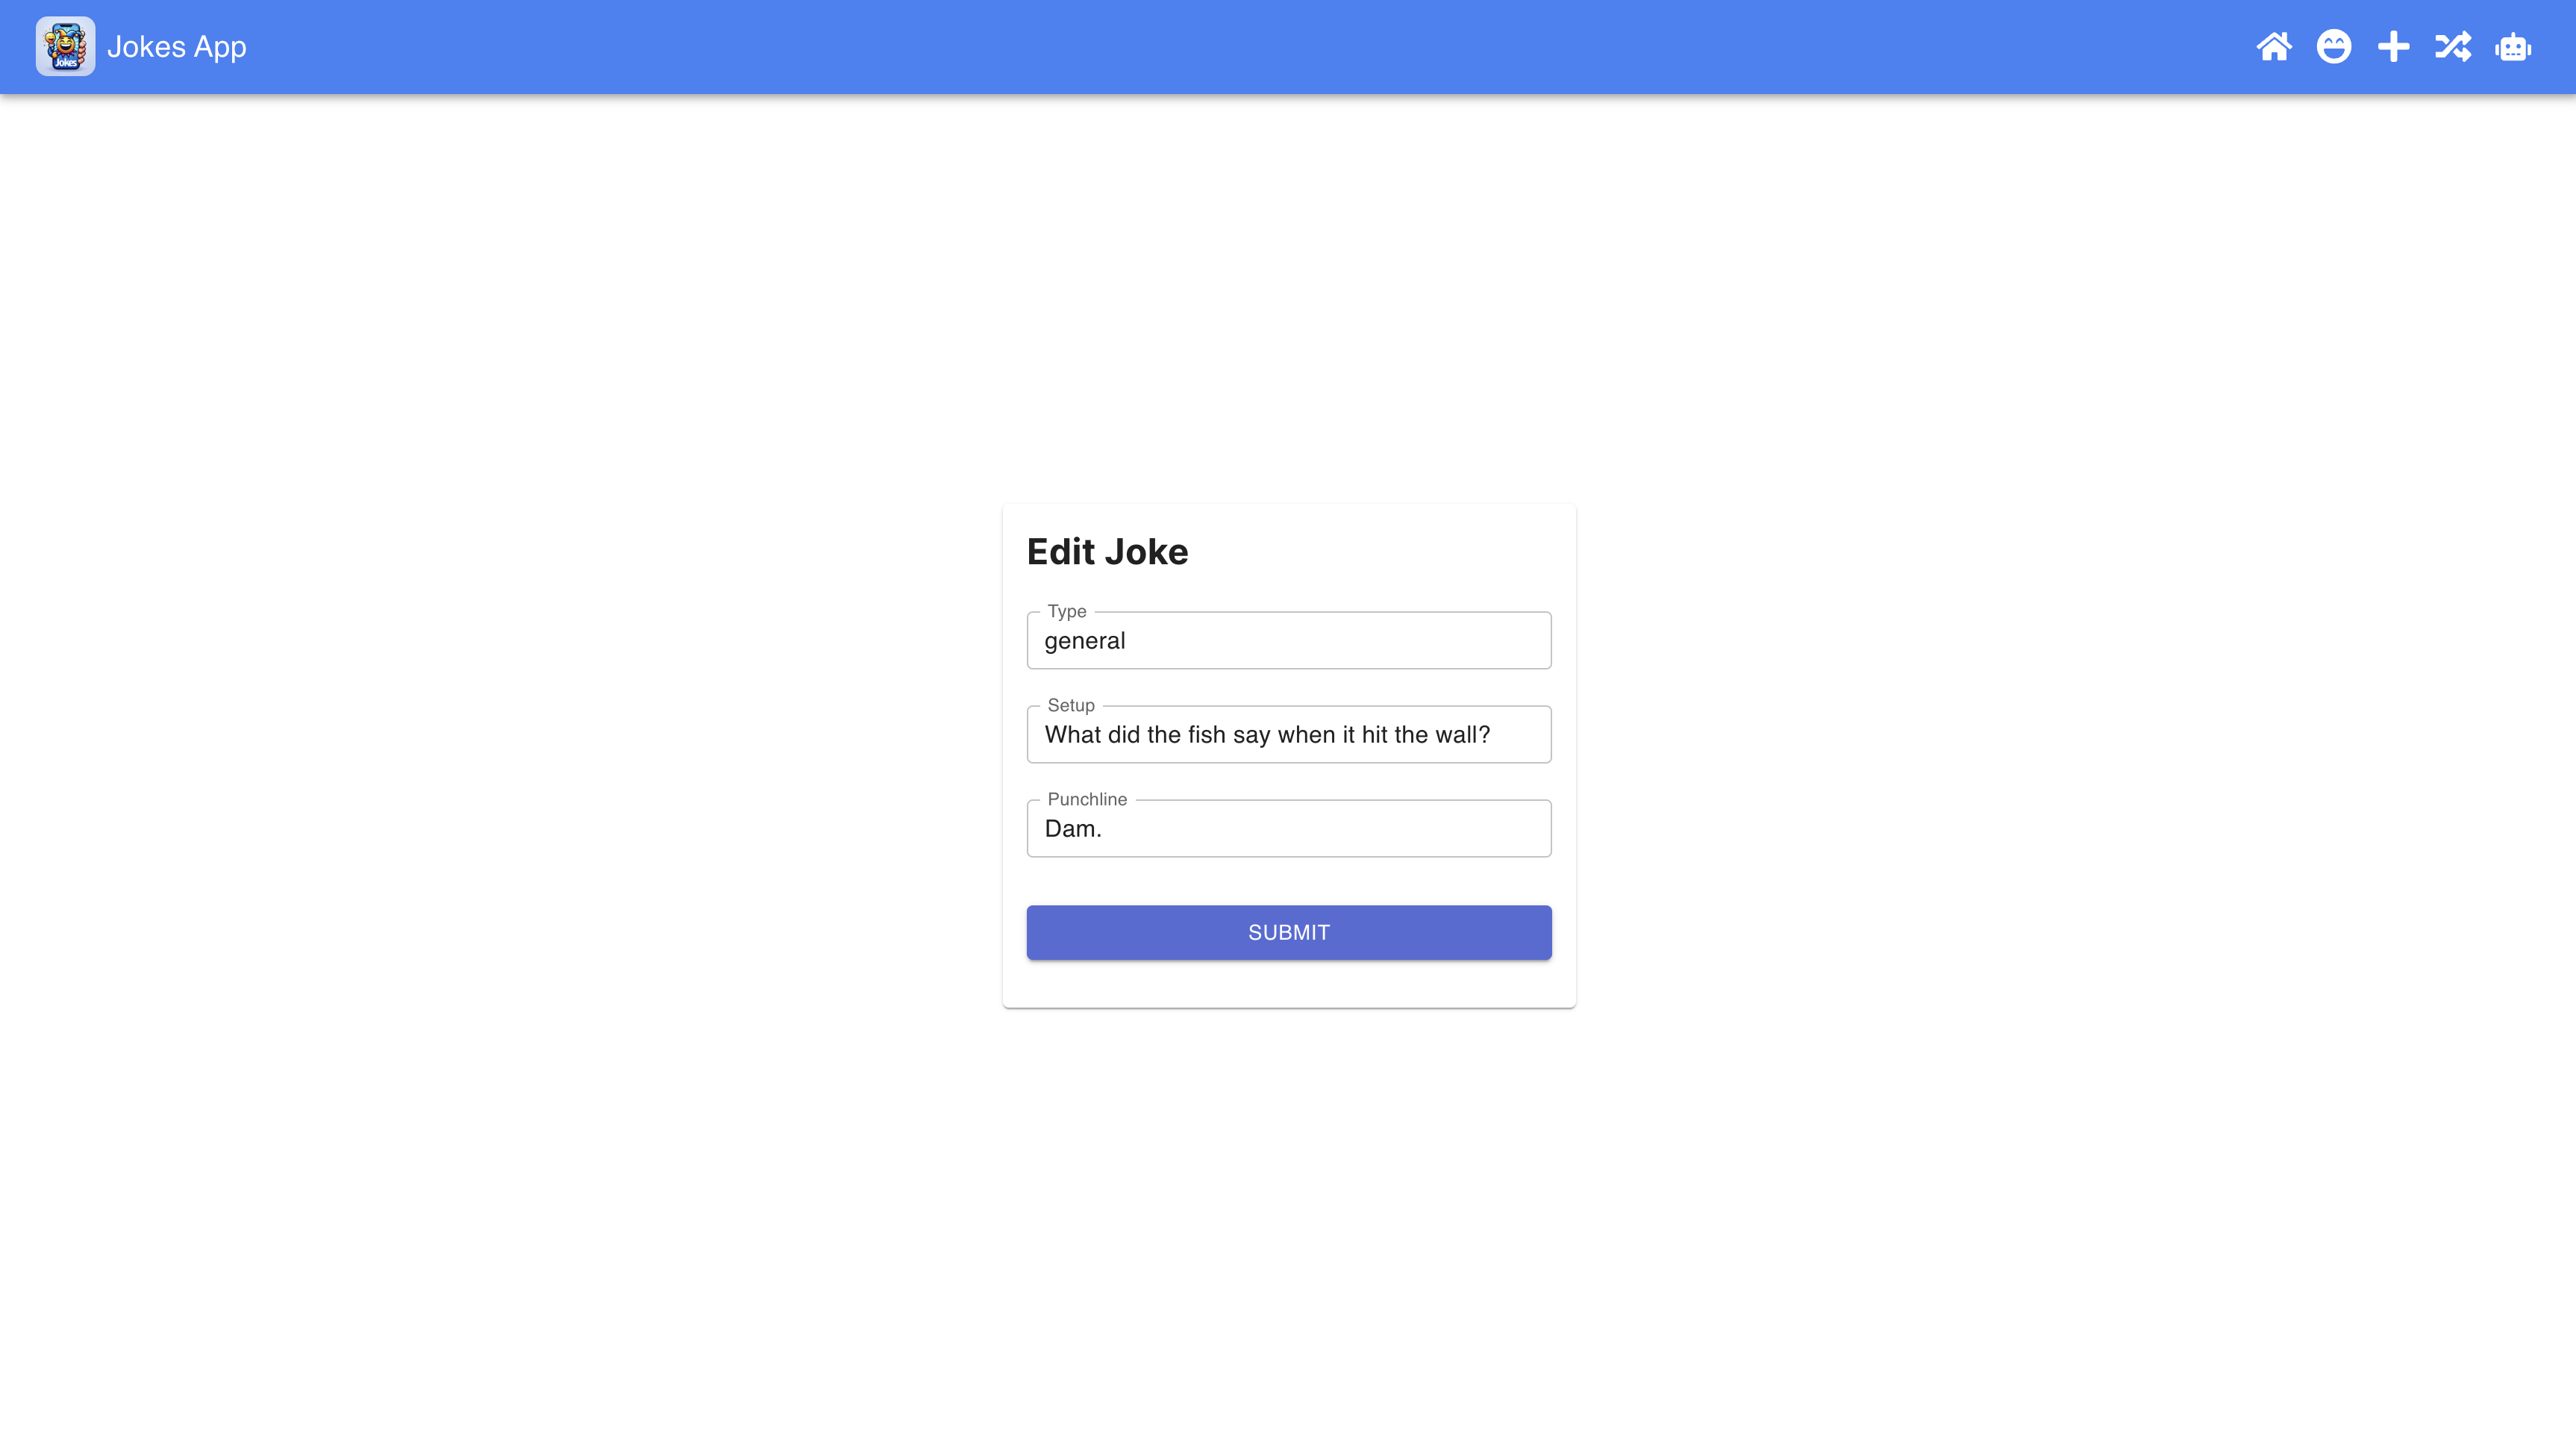 Jokes
Jokes App
Edit Joke
Type
general
Setup
What did the fish say when it hit the wall?
Punchline
Dam.
SUBMIT